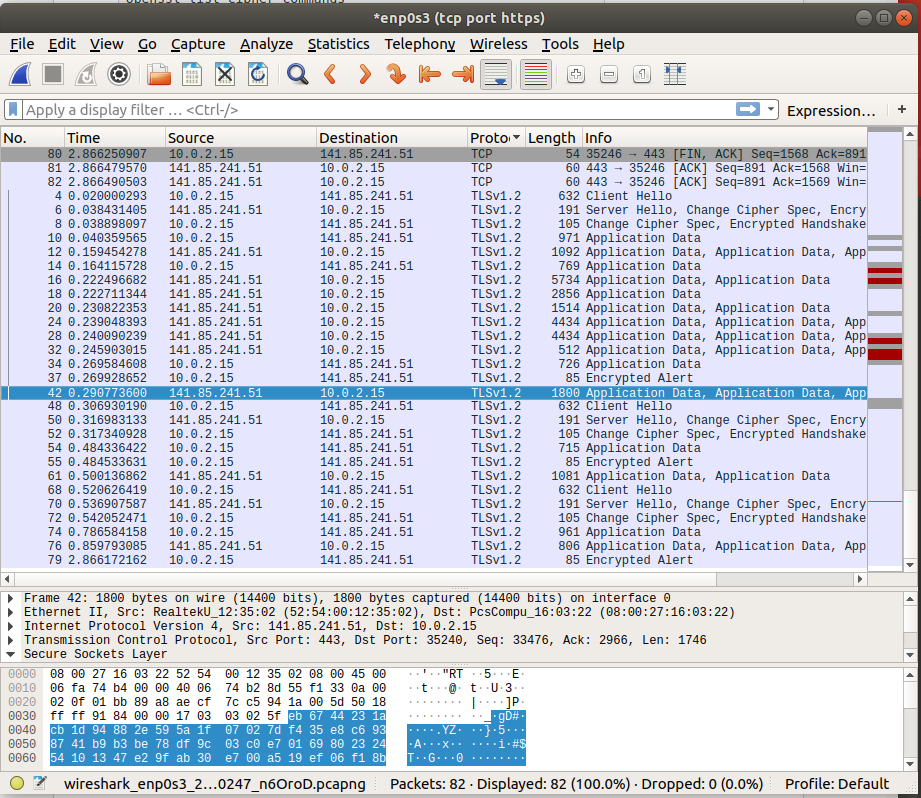 *enp0s3 (tcp port https)
File Edit View Go Capture Analyze Statistics Telephony Wireless Tools Help
Apply a display filter … <Ctrl-/> Expression… +
No. Time Source Destination Proto Length Info
80 2.866250907 10.0.2.15 141.85.241.51 TCP 54 35246 → 443 [FIN, ACK] Seq=1568 Ack=891
81 2.866479570 141.85.241.51 10.0.2.15 TCP 60 443 → 35246 [ACK] Seq=891 Ack=1568 Win=
82 2.866490503 141.85.241.51 10.0.2.15 TCP 60 443 → 35246 [ACK] Seq=891 Ack=1569 Win=
4 0.020000293 10.0.2.15 141.85.241.51 TLSv1.2 632 Client Hello
6 0.038431405 141.85.241.51 10.0.2.15 TLSv1.2 191 Server Hello, Change Cipher Spec, Encry
8 0.038898097 10.0.2.15 141.85.241.51 TLSv1.2 105 Change Cipher Spec, Encrypted Handshake
10 0.040359565 10.0.2.15 141.85.241.51 TLSv1.2 971 Application Data
12 0.159454278 141.85.241.51 10.0.2.15 TLSv1.2 1092 Application Data, Application Data, App
14 0.164115728 10.0.2.15 141.85.241.51 TLSv1.2 769 Application Data
16 0.222496682 141.85.241.51 10.0.2.15 TLSv1.2 5734 Application Data, Application Data
18 0.222711344 141.85.241.51 10.0.2.15 TLSv1.2 2856 Application Data
20 0.230822353 141.85.241.51 10.0.2.15 TLSv1.2 1514 Application Data, Application Data
24 0.239048393 141.85.241.51 10.0.2.15 TLSv1.2 4434 Application Data, Application Data, App
28 0.240090239 141.85.241.51 10.0.2.15 TLSv1.2 4434 Application Data, Application Data, App
32 0.245903015 141.85.241.51 10.0.2.15 TLSv1.2 512 Application Data, Application Data, App
34 0.269584608 10.0.2.15 141.85.241.51 TLSv1.2 726 Application Data
37 0.269928652 10.0.2.15 141.85.241.51 TLSv1.2 85 Encrypted Alert
42 0.290773600 141.85.241.51 10.0.2.15 TLSv1.2 1800 Application Data, Application Data, App
48 0.306930190 10.0.2.15 141.85.241.51 TLSv1.2 632 Client Hello
50 0.316983133 141.85.241.51 10.0.2.15 TLSv1.2 191 Server Hello, Change Cipher Spec, Encry
52 0.317340928 10.0.2.15 141.85.241.51 TLSv1.2 105 Change Cipher Spec, Encrypted Handshake
54 0.484336422 10.0.2.15 141.85.241.51 TLSv1.2 715 Application Data
55 0.484533631 10.0.2.15 141.85.241.51 TLSv1.2 85 Encrypted Alert
61 0.500136862 141.85.241.51 10.0.2.15 TLSv1.2 1081 Application Data, Application Data
68 0.520626419 10.0.2.15 141.85.241.51 TLSv1.2 632 Client Hello
70 0.536907587 141.85.241.51 10.0.2.15 TLSv1.2 191 Server Hello, Change Cipher Spec, Encry
72 0.542052471 10.0.2.15 141.85.241.51 TLSv1.2 105 Change Cipher Spec, Encrypted Handshake
74 0.786584158 10.0.2.15 141.85.241.51 TLSv1.2 961 Application Data
76 0.859793085 141.85.241.51 10.0.2.15 TLSv1.2 806 Application Data, Application Data, App
79 2.866172162 10.0.2.15 141.85.241.51 TLSv1.2 85 Encrypted Alert
Frame 42: 1800 bytes on wire (14400 bits), 1800 bytes captured (14400 bits) on interface 0
Ethernet II, Src: RealtekU_12:35:02 (52:54:00:12:35:02), Dst: PcsCompu_16:03:22 (08:00:27:16:03:22)
Internet Protocol Version 4, Src: 141.85.241.51, Dst: 10.0.2.15
Transmission Control Protocol, Src Port: 443, Dst Port: 35240, Seq: 33476, Ack: 2966, Len: 1746
Secure Sockets Layer
0000 08 00 27 16 03 22 52 54 00 12 35 02 08 00 45 00 ··'··"RT ··5···E·
0010 06 fa 74 b4 00 00 40 06 74 b2 8d 55 f1 33 0a 00 ··t···@· t··U·3··
0020 02 0f 01 bb 89 a8 ae cf 7c c5 94 1a 00 5d 50 18 ········ |····]P·
0030 ff ff 91 84 00 00 17 03 03 02 5f eb 67 44 23 1a ········ ··_·gD#·
0040 cb 1d 94 88 2e 59 5a 1f 07 02 7d f4 35 e8 c6 93 ····.YZ· ··}·5···
0050 87 41 b9 b3 be 78 df 9c 03 c0 e7 01 69 80 23 24 ·A···x·· ····i·#$
0060 54 10 13 47 e2 9f ab 30 e7 00 a5 19 ef 06 f1 8b T··G···0 ········
wireshark_enp0s3_2…0247_n6OroD.pcapng Packets: 82 · Displayed: 82 (100.0%) · Dropped: 0 (0.0%) Profile: Default